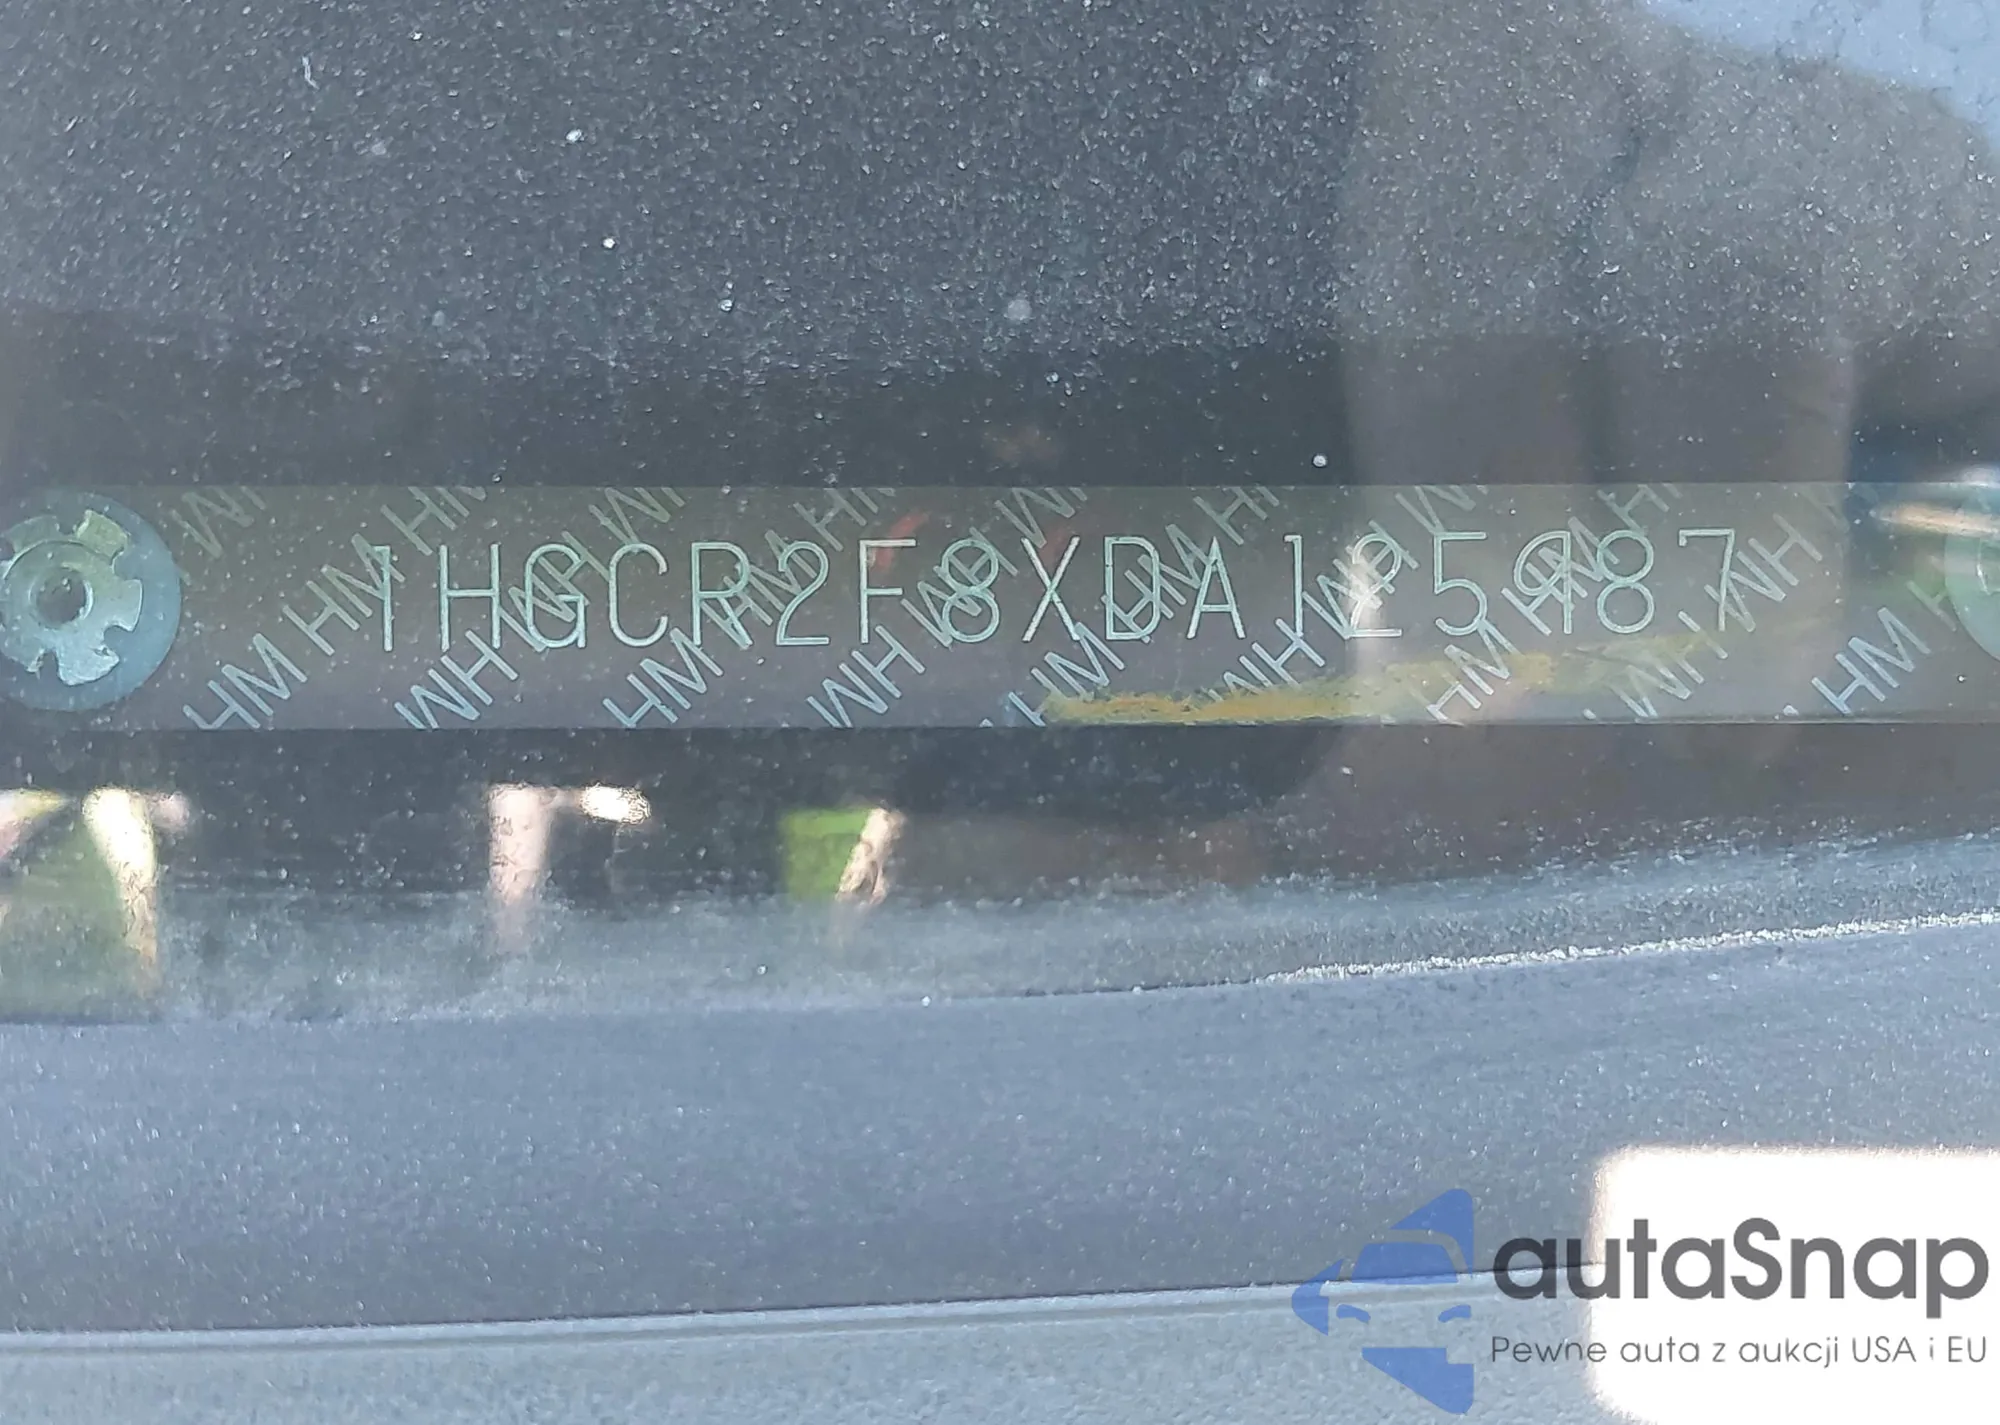 1HGCR2F8XDA125987
autaSnap
Pewne auta z aukcji USA i EU